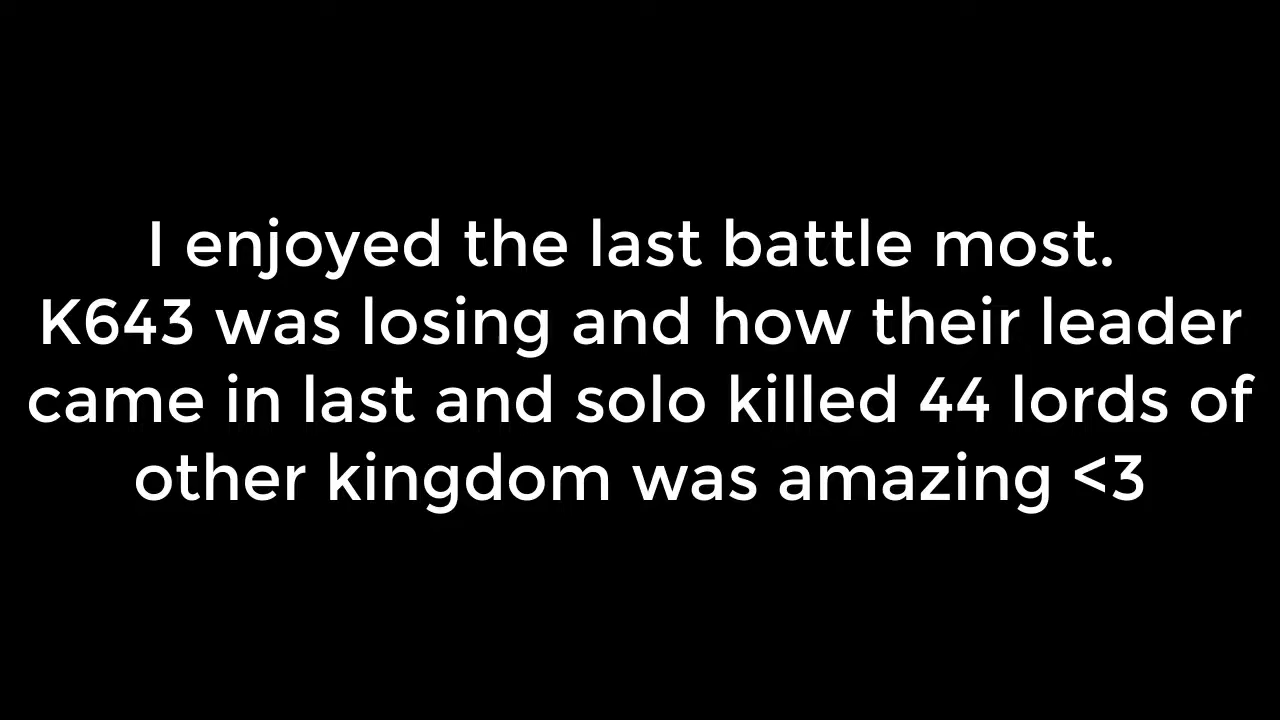 I enjoyed the last battle most.
K643 was losing and how their leader
came in last and solo killed 44 lords of
other kingdom was amazing <3